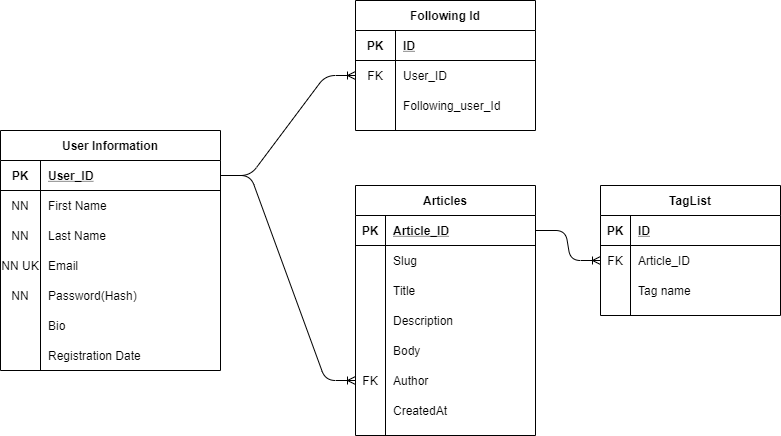 Following Id
PK ID
FK User_ID
Following_user_Id
User Information
PK User_ID
NN First Name
NN Last Name
NN UK Email
NN Password(Hash)
Bio
Registration Date
Articles
PK Article_ID
Slug
Title
Description
Body
FK Author
CreatedAt
TagList
PK ID
FK Article_ID
Tag name